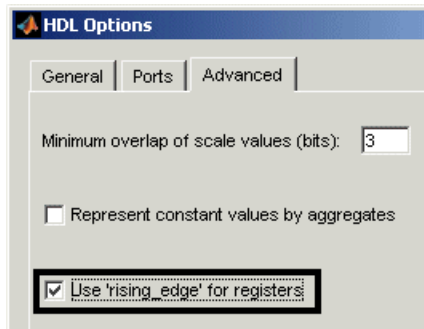 HDL Options
General Ports Advanced
Minimum overlap of scale values (bits): 3
Represent constant values by aggregates
Use 'rising_edge' for registers